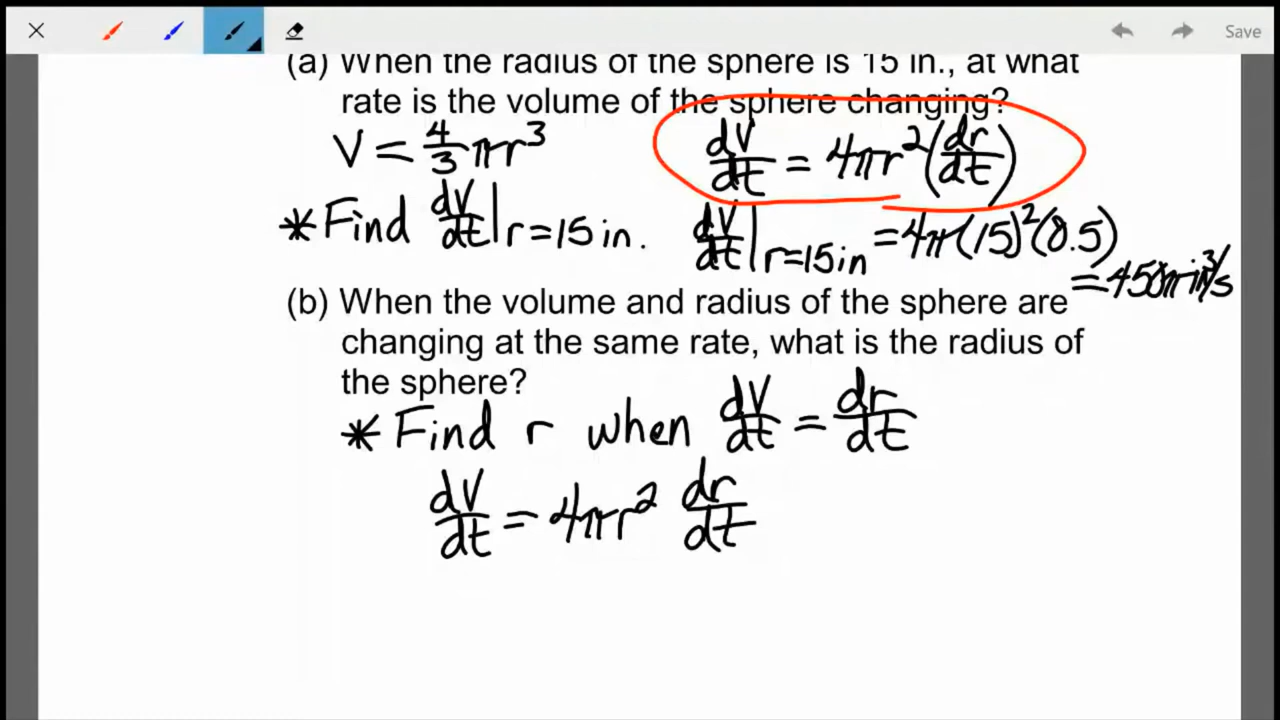 Save
(a) When the radius of the sphere is 15 in., at what
rate is the volume of the sphere changing?
V = 4/3 πr³
dV/dt = 4πr² (dr/dt)
* Find dV/dt | r = 15 in.
dV/dt | r=15in = 4π(15)²(0.5)
= 450π in³/s
(b) When the volume and radius of the sphere are
changing at the same rate, what is the radius of
the sphere?
* Find r when dV/dt = dr/dt
dV/dt = 4πr² dr/dt